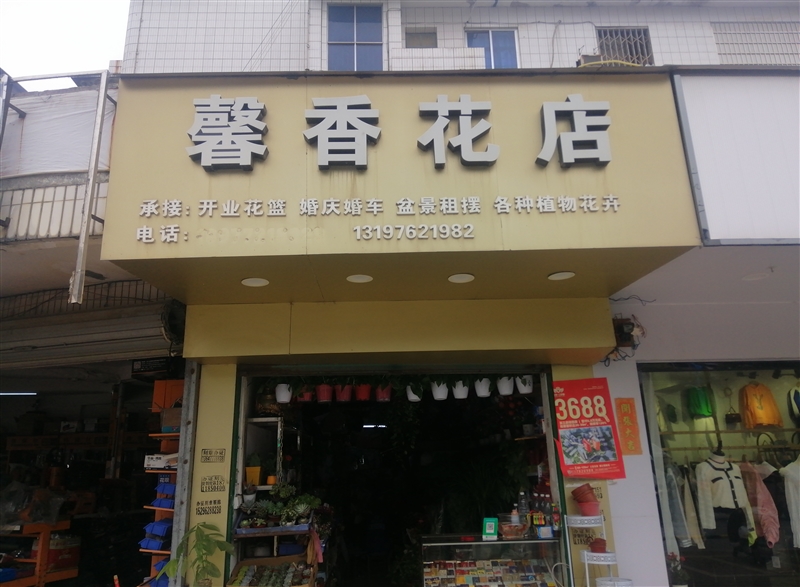 馨香花店
承接: 开业花篮 婚庆婚车 盆景租摆 各种植物花卉
电话: 13197621982
3688